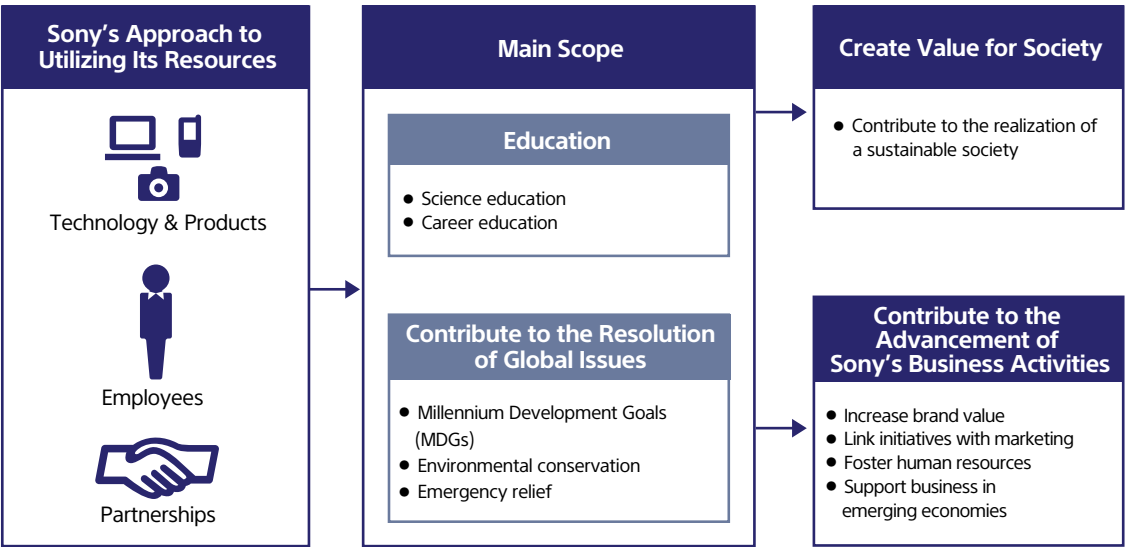 Sony's Approach to
Utilizing Its Resources
Technology & Products
Employees
Partnerships
Main Scope
Education
● Science education
● Career education
Contribute to the Resolution
of Global Issues
● Millennium Development Goals
(MDGs)
● Environmental conservation
● Emergency relief
Create Value for Society
● Contribute to the realization of
a sustainable society
Contribute to the
Advancement of
Sony's Business Activities
● Increase brand value
● Link initiatives with marketing
● Foster human resources
● Support business in
emerging economies